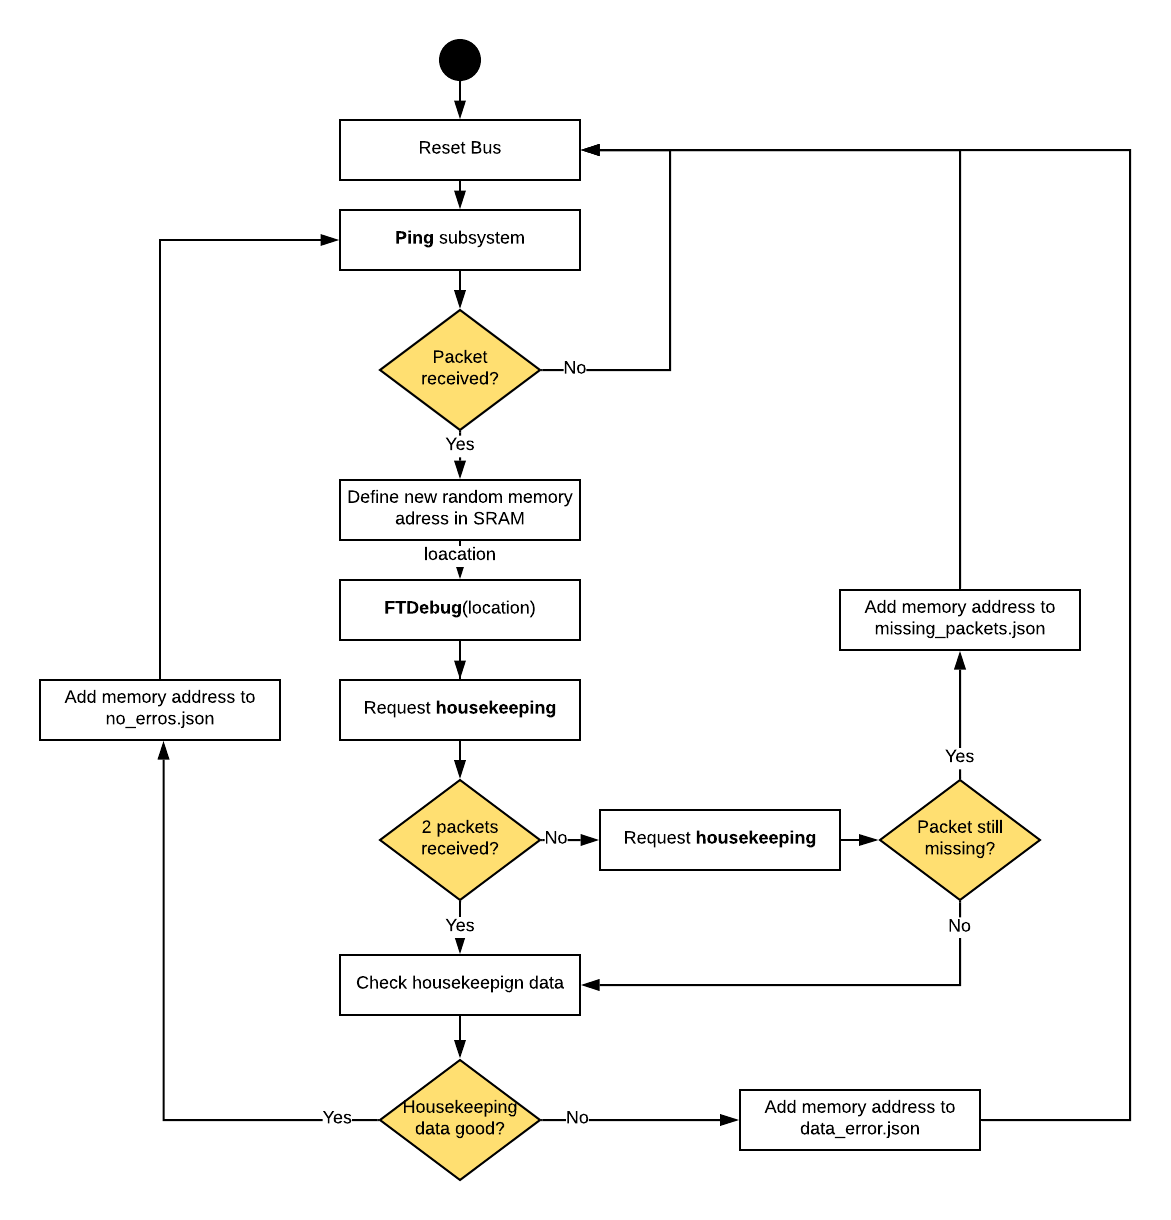 Reset Bus
Ping subsystem
Packet
received?
No
Yes
Define new random memory
adress in SRAM
loacation
FTDebug(location)
Add memory address to
missing_packets.json
Add memory address to
no_erros.json
Request housekeeping
Yes
2 packets
received?
No
Request housekeeping
Packet still
missing?
Yes
No
Check housekeepign data
Yes
Housekeeping
data good?
No
Add memory address to
data_error.json